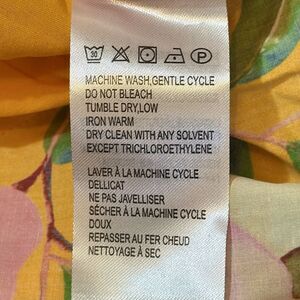 30 P
MACHINE WASH,GENTLE CYCLE
DO NOT BLEACH
TUMBLE DRY,LOW
IRON WARM
DRY CLEAN WITH ANY SOLVENT
EXCEPT TRICHLOROETHYLENE
LAVER À LA MACHINE CYCLE
DELLICAT
NE PAS JAVELLISER
SÉCHER À LA MACHINE CYCLE
DOUX
REPASSER AU FER CHEUD
NETTOYAGE À SEC